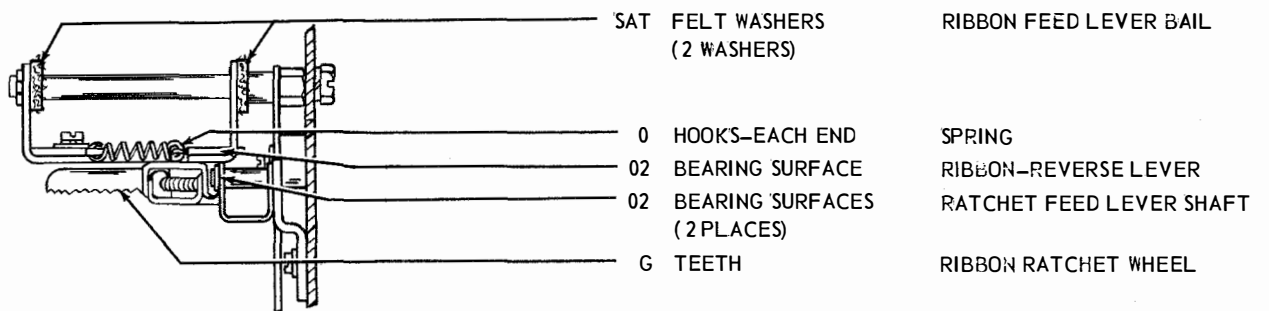 SAT FELT WASHERS RIBBON FEED LEVER BAIL
(2 WASHERS)
0 HOOKS-EACH END SPRING
02 BEARING SURFACE RIBBON-REVERSE LEVER
02 BEARING SURFACES RATCHET FEED LEVER SHAFT
(2 PLACES)
G TEETH RIBBON RATCHET WHEEL